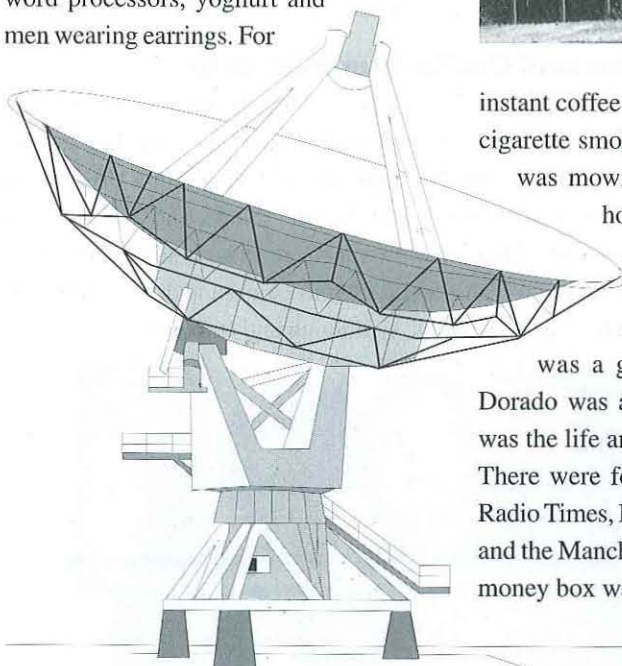 word processors, yoghurt and
men wearing earrings. For
instant coffee
cigarette smo
was mow
ho
was a g
Dorado was a
was the life an
There were fo
Radio Times,
and the Manch
money box wa